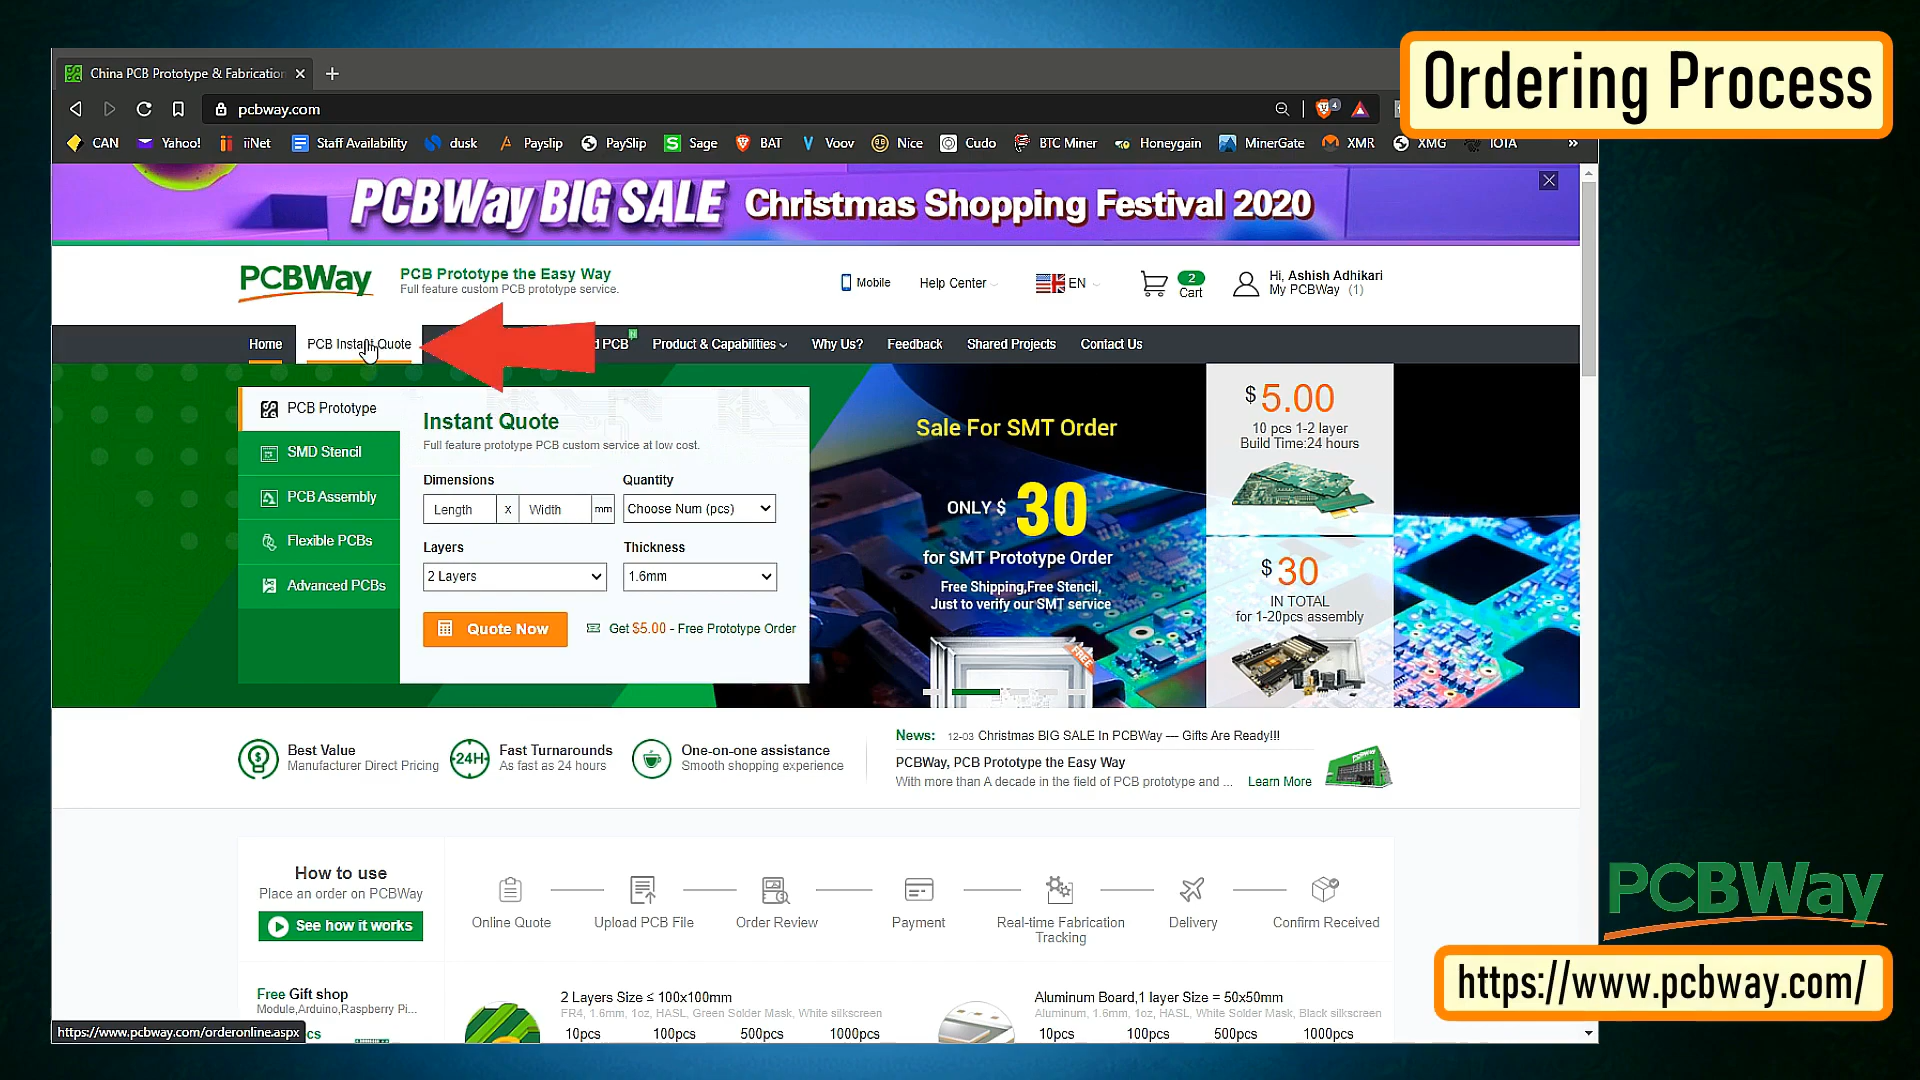 Ordering Process
China PCB Prototype & Fabrication
pcbway.com
4
CAN
Yahoo!
iiNet
Staff Availability
dusk
Payslip
PaySlip
Sage
BAT
Voov
Nice
Cudo
BTC Miner
Honeygain
MinerGate
XMR
XMG
IOTA
»
PCBWay BIG SALE Christmas Shopping Festival 2020
PCBWay
PCB Prototype the Easy Way
Full feature custom PCB prototype service.
Mobile
Help Center
EN
2
Cart
Hi, Ashish Adhikari
My PCBWay (1)
Home
PCB Instant Quote
d PCB
N
Product & Capabilities
Why Us?
Feedback
Shared Projects
Contact Us
PCB Prototype
SMD Stencil
PCB Assembly
Flexible PCBs
Advanced PCBs
Instant Quote
Full feature prototype PCB custom service at low cost.
Dimensions
Quantity
Length x Width mm
Choose Num (pcs)
Layers
Thickness
2 Layers
1.6mm
Quote Now
Get $5.00 - Free Prototype Order
Sale For SMT Order
ONLY $ 30
for SMT Prototype Order
Free Shipping,Free Stencil,
Just to verify our SMT service
FREE
$ 5.00
10 pcs 1-2 layer
Build Time:24 hours
$ 30
IN TOTAL
for 1-20pcs assembly
Best Value
Manufacturer Direct Pricing
24H
Fast Turnarounds
As fast as 24 hours
One-on-one assistance
Smooth shopping experience
News: 12-03 Christmas BIG SALE In PCBWay — Gifts Are Ready!!!
PCBWay, PCB Prototype the Easy Way
With more than A decade in the field of PCB prototype and ... Learn More
PCBWay
How to use
Place an order on PCBWay
See how it works
Online Quote
Upload PCB File
Order Review
Payment
Real-time Fabrication
Tracking
Delivery
Confirm Received
Free Gift shop
Module,Arduino,Raspberry Pi...
cs
2 Layers Size ≤ 100x100mm
FR4, 1.6mm, 1oz, HASL, Green Solder Mask, White silkscreen
10pcs 100pcs 500pcs 1000pcs
Aluminum Board,1 layer Size = 50x50mm
Aluminum, 1.6mm, 1oz, HASL, White Solder Mask, Black silkscreen
10pcs 100pcs 500pcs 1000pcs
https://www.pcbway.com/orderonline.aspx
PCBWay
https://www.pcbway.com/